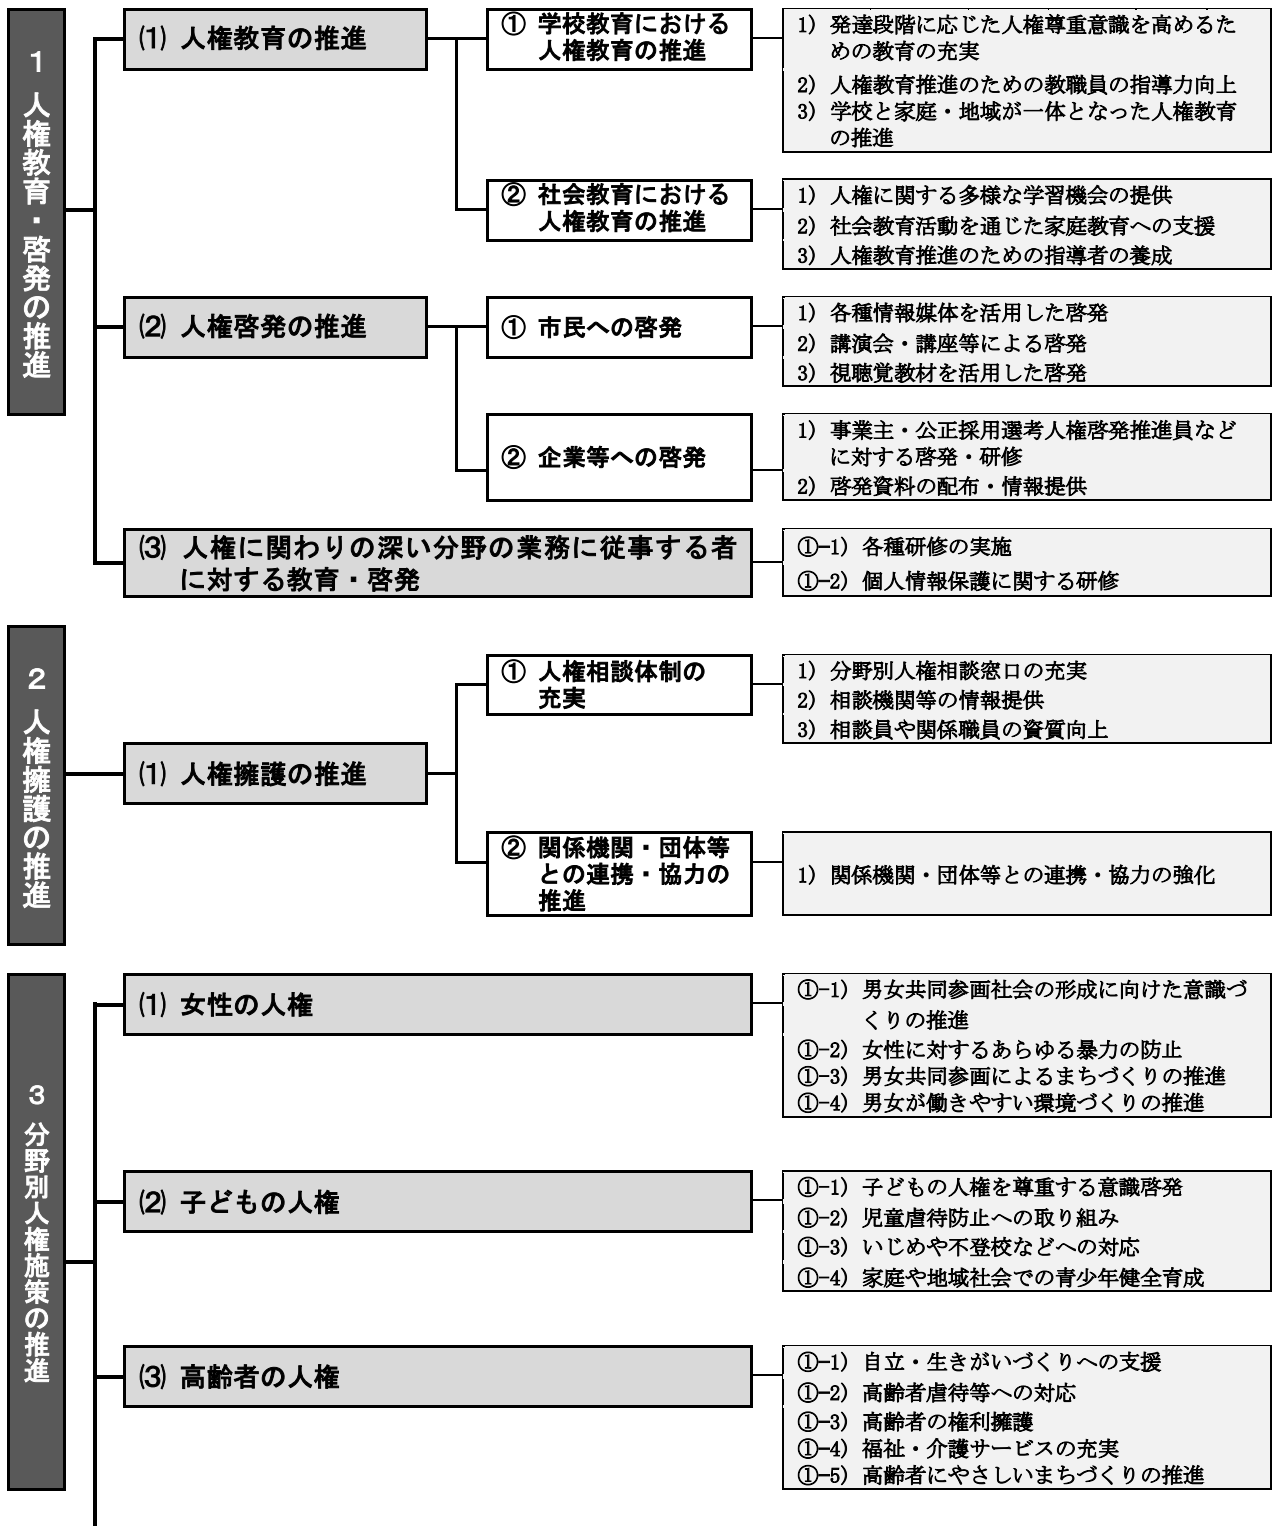 1 人権教育・啓発の推進
⑴ 人権教育の推進
① 学校教育における
人権教育の推進
1) 発達段階に応じた人権尊重意識を高めるた
めの教育の充実
2) 人権教育推進のための教職員の指導力向上
3) 学校と家庭・地域が一体となった人権教育
の推進
② 社会教育における
人権教育の推進
1) 人権に関する多様な学習機会の提供
2) 社会教育活動を通じた家庭教育への支援
3) 人権教育推進のための指導者の養成
⑵ 人権啓発の推進
① 市民への啓発
1) 各種情報媒体を活用した啓発
2) 講演会・講座等による啓発
3) 視聴覚教材を活用した啓発
② 企業等への啓発
1) 事業主・公正採用選考人権啓発推進員など
に対する啓発・研修
2) 啓発資料の配布・情報提供
⑶ 人権に関わりの深い分野の業務に従事する者
に対する教育・啓発
①-1) 各種研修の実施
①-2) 個人情報保護に関する研修
2 人権擁護の推進
⑴ 人権擁護の推進
① 人権相談体制の
充実
1) 分野別人権相談窓口の充実
2) 相談機関等の情報提供
3) 相談員や関係職員の資質向上
② 関係機関・団体等
との連携・協力の
推進
1) 関係機関・団体等との連携・協力の強化
3 分野別人権施策の推進
⑴ 女性の人権
①-1) 男女共同参画社会の形成に向けた意識づ
くりの推進
①-2) 女性に対するあらゆる暴力の防止
①-3) 男女共同参画によるまちづくりの推進
①-4) 男女が働きやすい環境づくりの推進
⑵ 子どもの人権
①-1) 子どもの人権を尊重する意識啓発
①-2) 児童虐待防止への取り組み
①-3) いじめや不登校などへの対応
①-4) 家庭や地域社会での青少年健全育成
⑶ 高齢者の人権
①-1) 自立・生きがいづくりへの支援
①-2) 高齢者虐待等への対応
①-3) 高齢者の権利擁護
①-4) 福祉・介護サービスの充実
①-5) 高齢者にやさしいまちづくりの推進